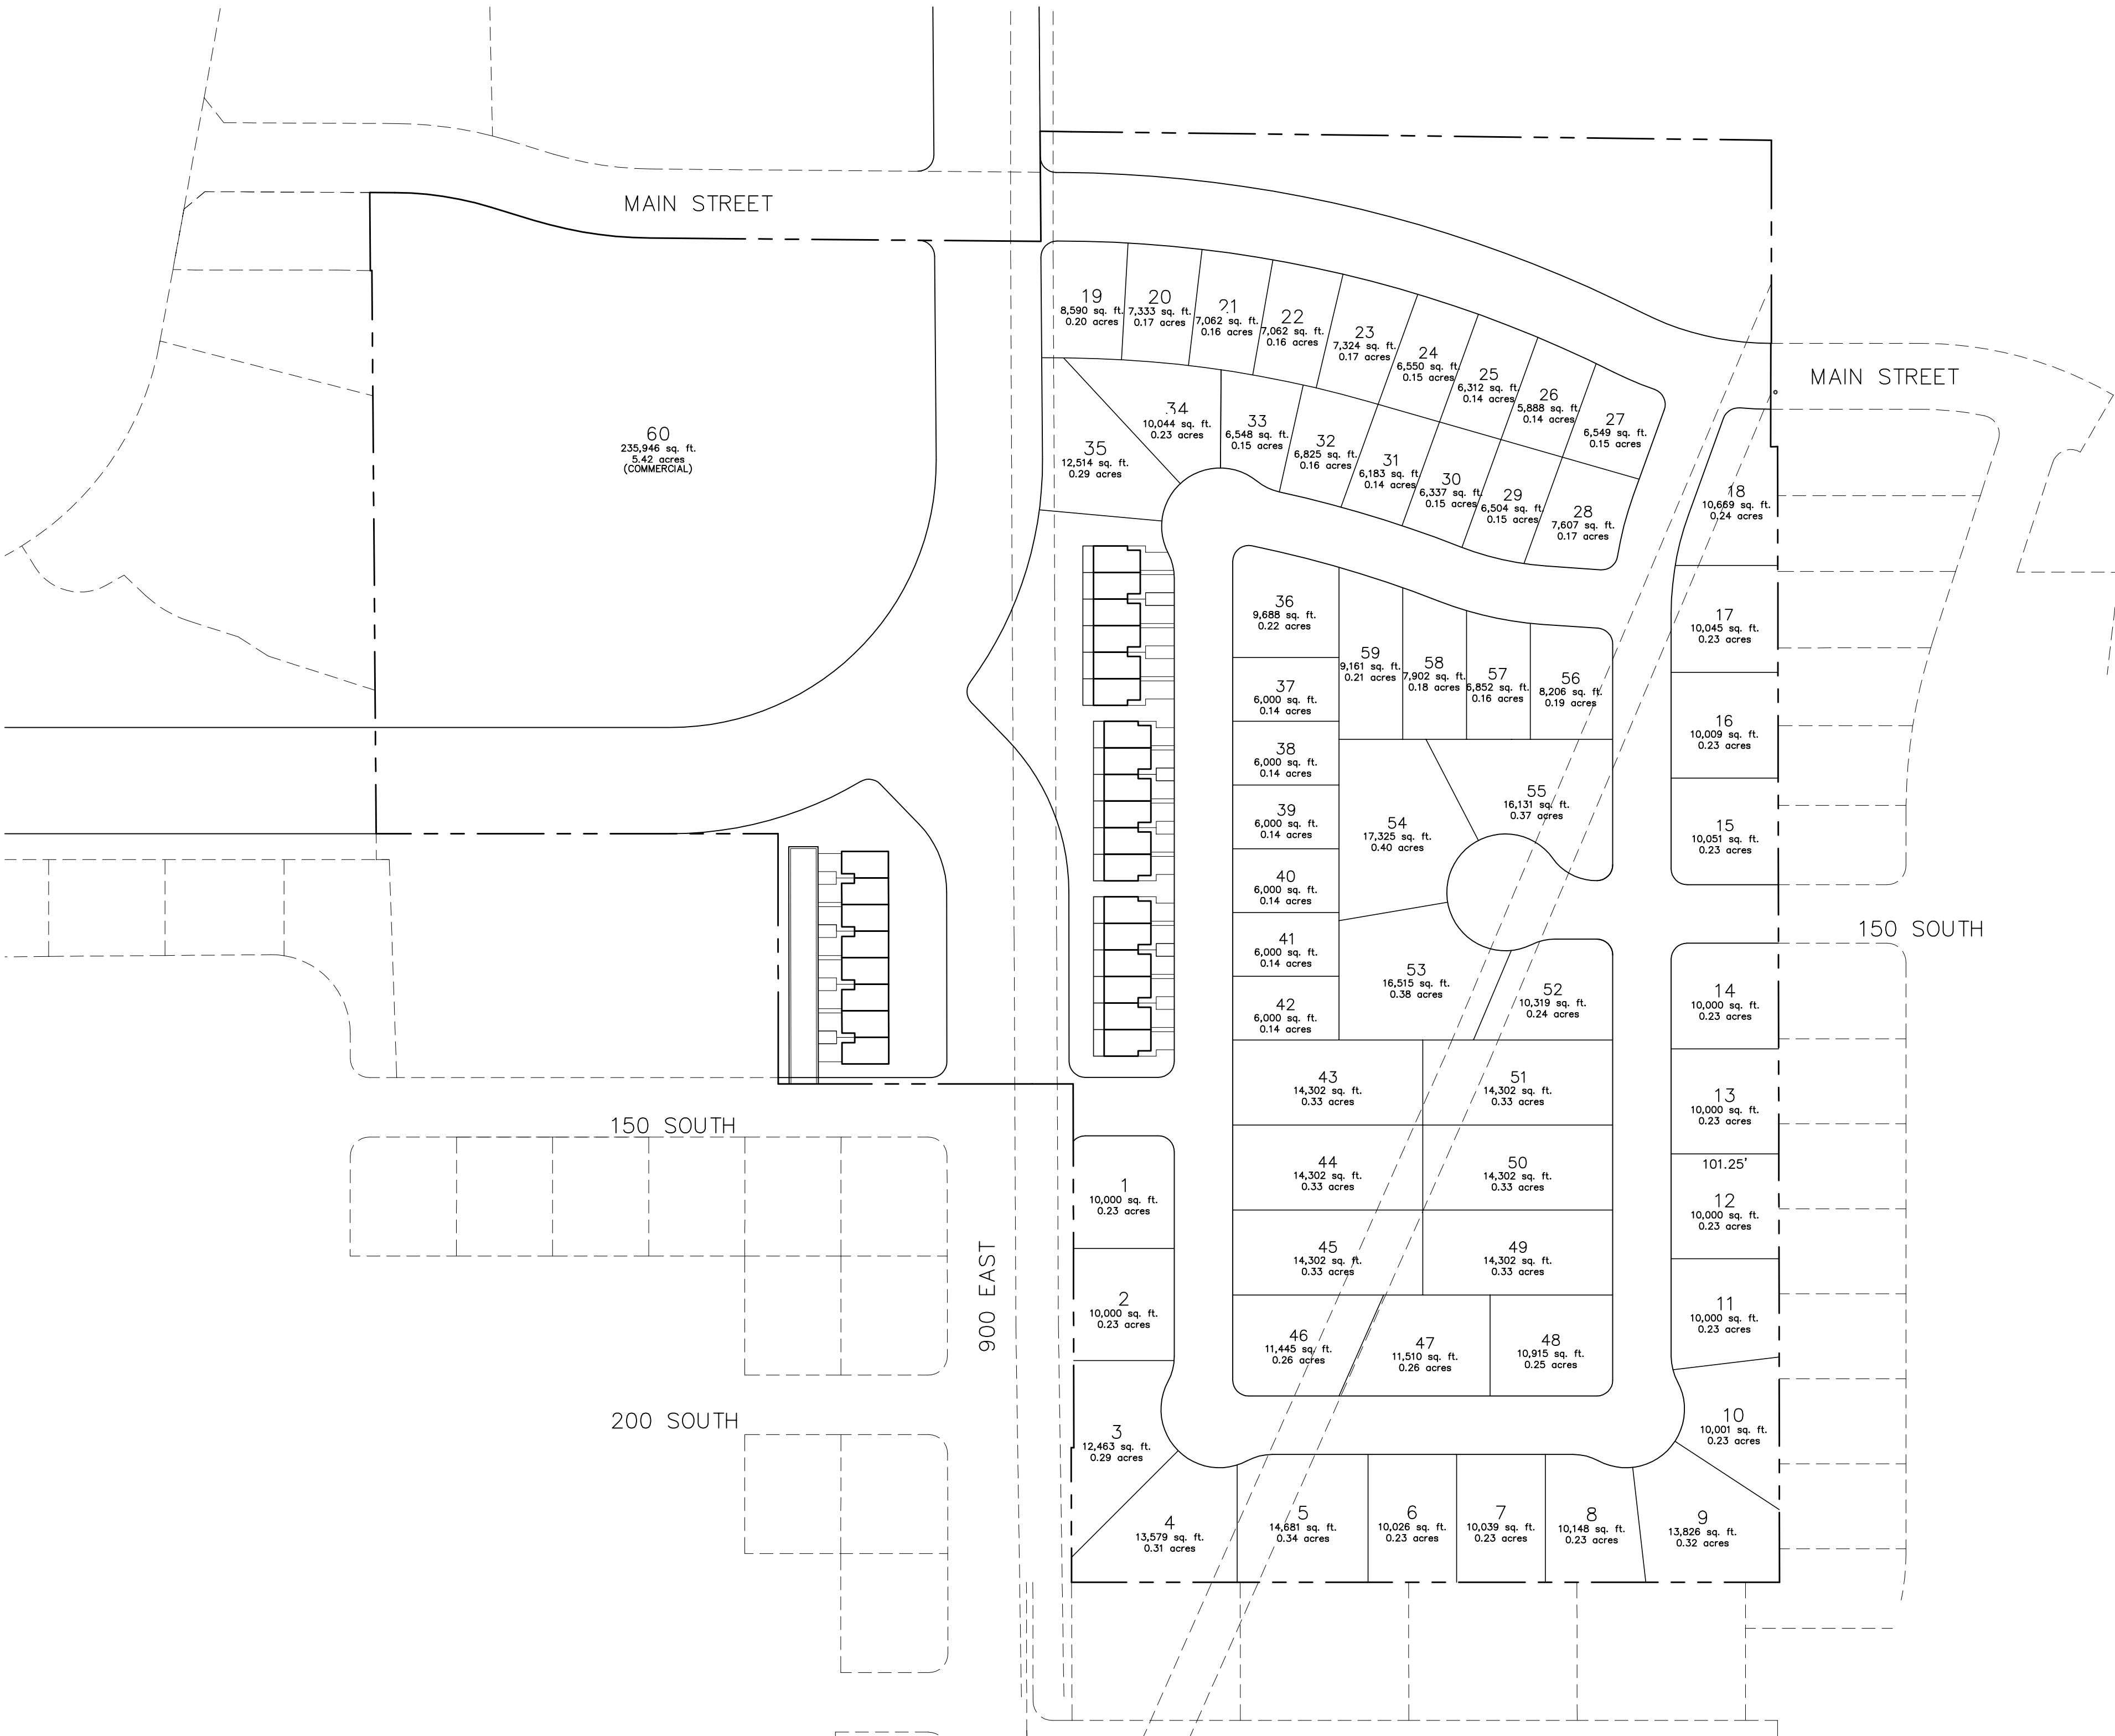 MAIN STREET
MAIN STREET
60
235,946 sq. ft.
5.42 acres
(COMMERCIAL)
19
8,590 sq. ft.
0.20 acres
20
7,333 sq. ft.
0.17 acres
21
7,062 sq. ft.
0.16 acres
22
7,062 sq. ft.
0.16 acres
23
7,324 sq. ft.
0.17 acres
24
6,550 sq. ft.
0.15 acres
25
6,312 sq. ft.
0.14 acres
26
5,888 sq. ft.
0.14 acres
27
6,549 sq. ft.
0.15 acres
35
12,514 sq. ft.
0.29 acres
34
10,044 sq. ft.
0.23 acres
33
6,548 sq. ft.
0.15 acres
32
6,825 sq. ft.
0.16 acres
31
6,183 sq. ft.
0.14 acres
30
6,337 sq. ft.
0.15 acres
29
6,504 sq. ft.
0.15 acres
28
7,607 sq. ft.
0.17 acres
18
10,669 sq. ft.
0.24 acres
17
10,045 sq. ft.
0.23 acres
16
10,009 sq. ft.
0.23 acres
15
10,051 sq. ft.
0.23 acres
36
9,688 sq. ft.
0.22 acres
59
9,161 sq. ft.
0.21 acres
58
7,902 sq. ft.
0.18 acres
57
6,852 sq. ft.
0.16 acres
56
8,206 sq. ft.
0.19 acres
37
6,000 sq. ft.
0.14 acres
38
6,000 sq. ft.
0.14 acres
39
6,000 sq. ft.
0.14 acres
40
6,000 sq. ft.
0.14 acres
41
6,000 sq. ft.
0.14 acres
42
6,000 sq. ft.
0.14 acres
55
16,131 sq. ft.
0.37 acres
54
17,325 sq. ft.
0.40 acres
53
16,515 sq. ft.
0.38 acres
52
10,319 sq. ft.
0.24 acres
150 SOUTH
14
10,000 sq. ft.
0.23 acres
13
10,000 sq. ft.
0.23 acres
101.25'
12
10,000 sq. ft.
0.23 acres
11
10,000 sq. ft.
0.23 acres
43
14,302 sq. ft.
0.33 acres
51
14,302 sq. ft.
0.33 acres
44
14,302 sq. ft.
0.33 acres
50
14,302 sq. ft.
0.33 acres
45
14,302 sq. ft.
0.33 acres
49
14,302 sq. ft.
0.33 acres
46
11,445 sq. ft.
0.26 acres
47
11,510 sq. ft.
0.26 acres
48
10,915 sq. ft.
0.25 acres
150 SOUTH
1
10,000 sq. ft.
0.23 acres
2
10,000 sq. ft.
0.23 acres
900 EAST
200 SOUTH
3
12,463 sq. ft.
0.29 acres
10
10,001 sq. ft.
0.23 acres
4
13,579 sq. ft.
0.31 acres
5
14,681 sq. ft.
0.34 acres
6
10,026 sq. ft.
0.23 acres
7
10,039 sq. ft.
0.23 acres
8
10,148 sq. ft.
0.23 acres
9
13,826 sq. ft.
0.32 acres